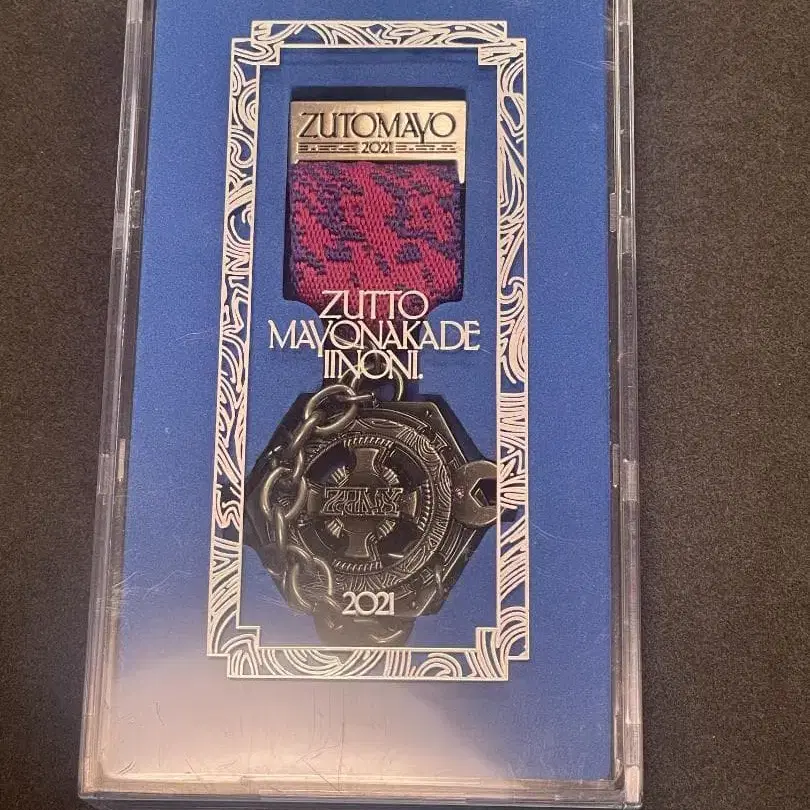 ZUTOMAYO
2021
ZUTTO
MAYONAKADE
IINONI.
ZTMY
2021